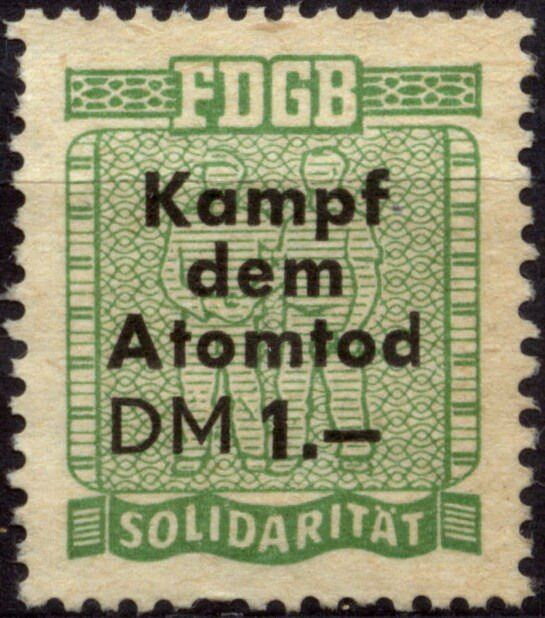 FDGB
Kampf
dem
Atomtod
DM 1.—
SOLIDARITÄT